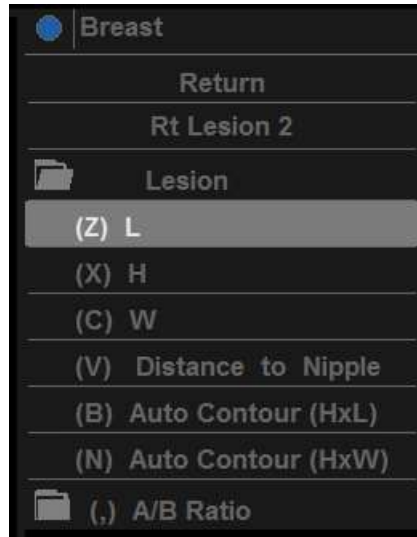 Breast
Return
Rt Lesion 2
Lesion
(Z) L
(X) H
(C) W
(V) Distance to Nipple
(B) Auto Contour (HxL)
(N) Auto Contour (HxW)
(,) A/B Ratio